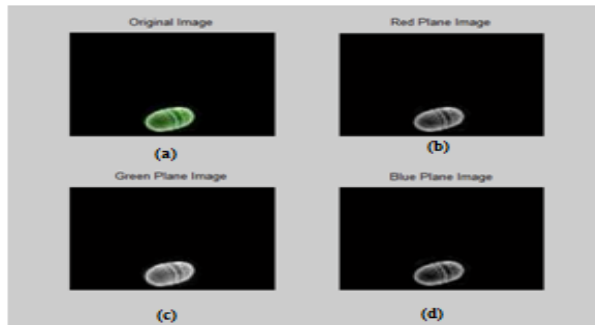 Original Image
Red Plane Image
(a)
(b)
Green Plane Image
Blue Plane Image
(c)
(d)